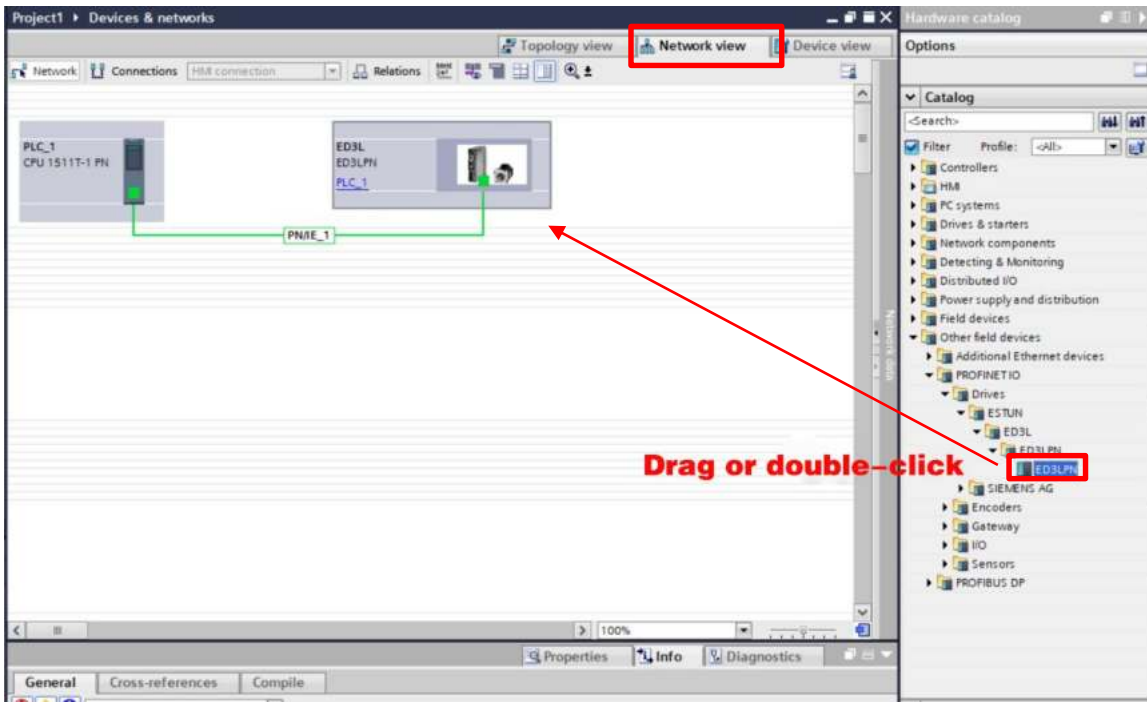 Project1 ▸ Devices & networks
Topology view
Network view
Device view
Network
Connections
HMI connection
Relations
PLC_1
CPU 1511T-1 PN
ED3L
ED3LPN
PLC_1
PN/IE_1
Network data
Drag or double-click
100%
Properties
Info
Diagnostics
General
Cross-references
Compile
Hardware catalog
Options
Catalog
<Search>
Filter
Profile:
<All>
Controllers
HMI
PC systems
Drives & starters
Network components
Detecting & Monitoring
Distributed I/O
Power supply and distribution
Field devices
Other field devices
Additional Ethernet devices
PROFINET IO
Drives
ESTUN
ED3L
ED3LPN
ED3LPN
SIEMENS AG
Encoders
Gateway
I/O
Sensors
PROFIBUS DP